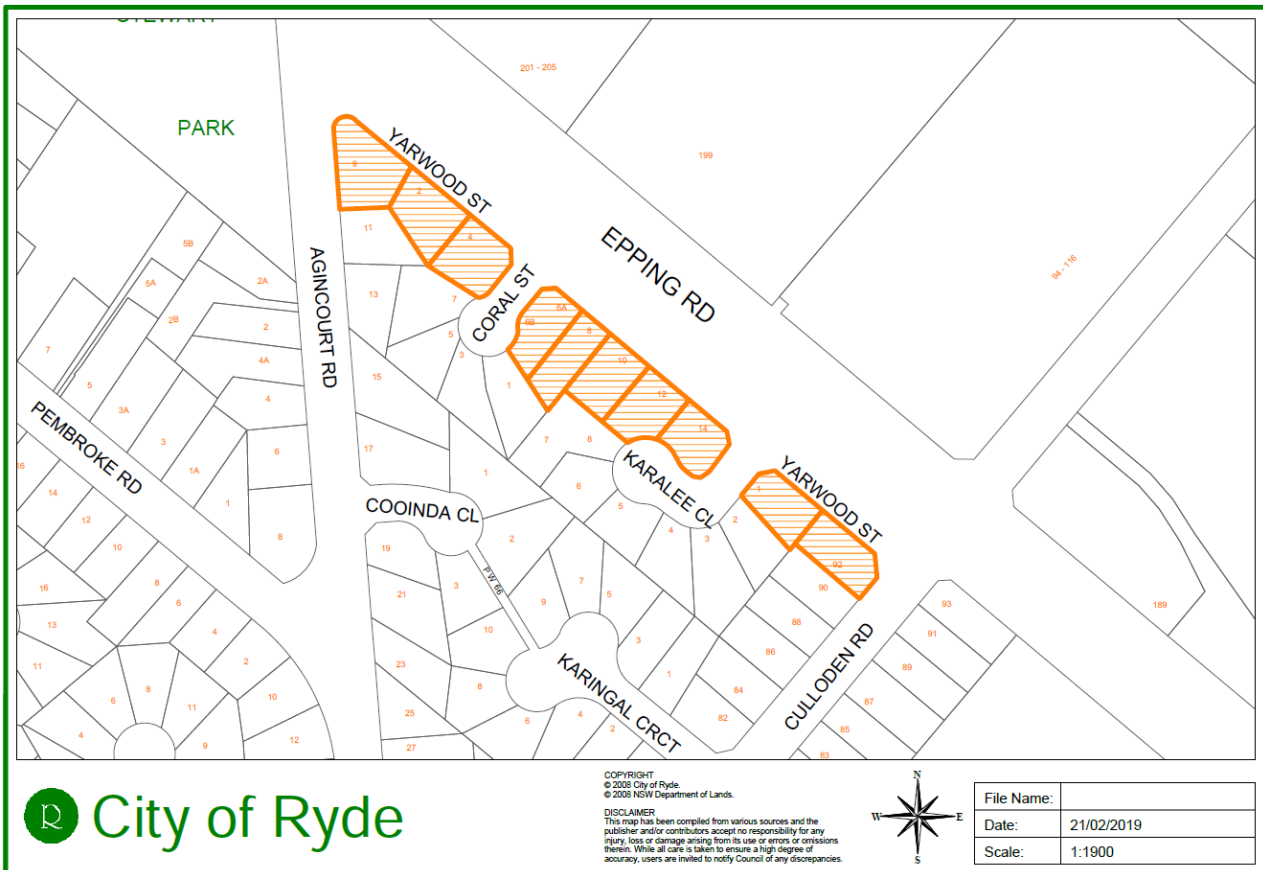 STEWART
PARK
201 - 205
199
94 - 116
189
YARWOOD ST
EPPING RD
9
2
4
11
13
7
5
3
1
CORAL ST
AGINCOURT RD
5B
5A
2A
2B
2
4A
4
6
8
7
5
3A
3
1A
1
PEMBROKE RD
16
14
12
10
8
6
4
2
10
12
16
13
11
6
8
11
4
9
15
17
COOINDA CL
19
21
23
25
27
1
2
3
PW 66
10
8
9
7
5
3
1
6
4
2
KARINGAL CRCT
6B
6A
8
10
12
14
7
8
6
5
4
3
2
KARALEE CL
1
92
YARWOOD ST
90
88
86
84
82
CULLODEN RD
93
91
89
87
85
83
City of Ryde
COPYRIGHT
© 2008 City of Ryde.
© 2008 NSW Department of Lands.
DISCLAIMER
This map has been compiled from various sources and the
publisher and/or contributors accept no responsibility for any
injury, loss or damage arising from its use or errors or omissions
therein. While all care is taken to ensure a high degree of
accuracy, users are invited to notify Council of any discrepancies.
N
W E
S
File Name:
Date: 21/02/2019
Scale: 1:1900